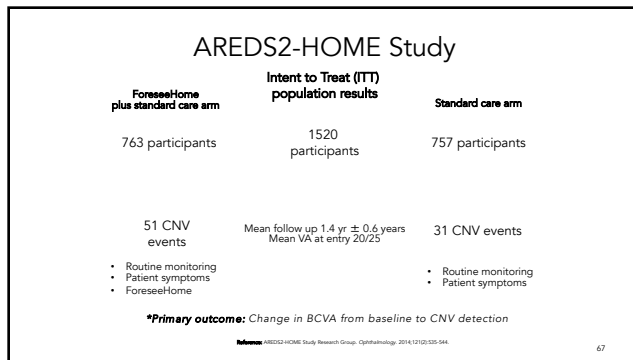 AREDS2-HOME Study
Intent to Treat (ITT)
population results
ForeseeHome
plus standard care arm
Standard care arm
763 participants
1520
participants
757 participants
51 CNV
events
Mean follow up 1.4 yr ± 0.6 years
Mean VA at entry 20/25
31 CNV events
• Routine monitoring
• Patient symptoms
• ForeseeHome
• Routine monitoring
• Patient symptoms
*Primary outcome: Change in BCVA from baseline to CNV detection
Reference: AREDS2-HOME Study Research Group. Ophthalmology. 2014;121(2):535-544.
67